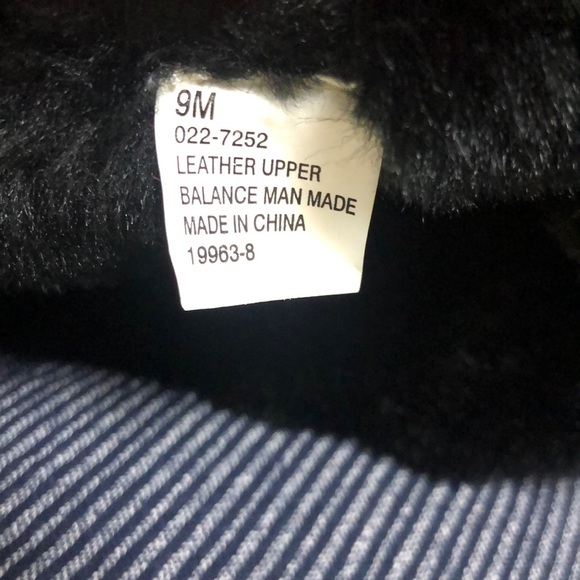 9M
022-7252
LEATHER UPPER
BALANCE MAN MADE
MADE IN CHINA
19963-8